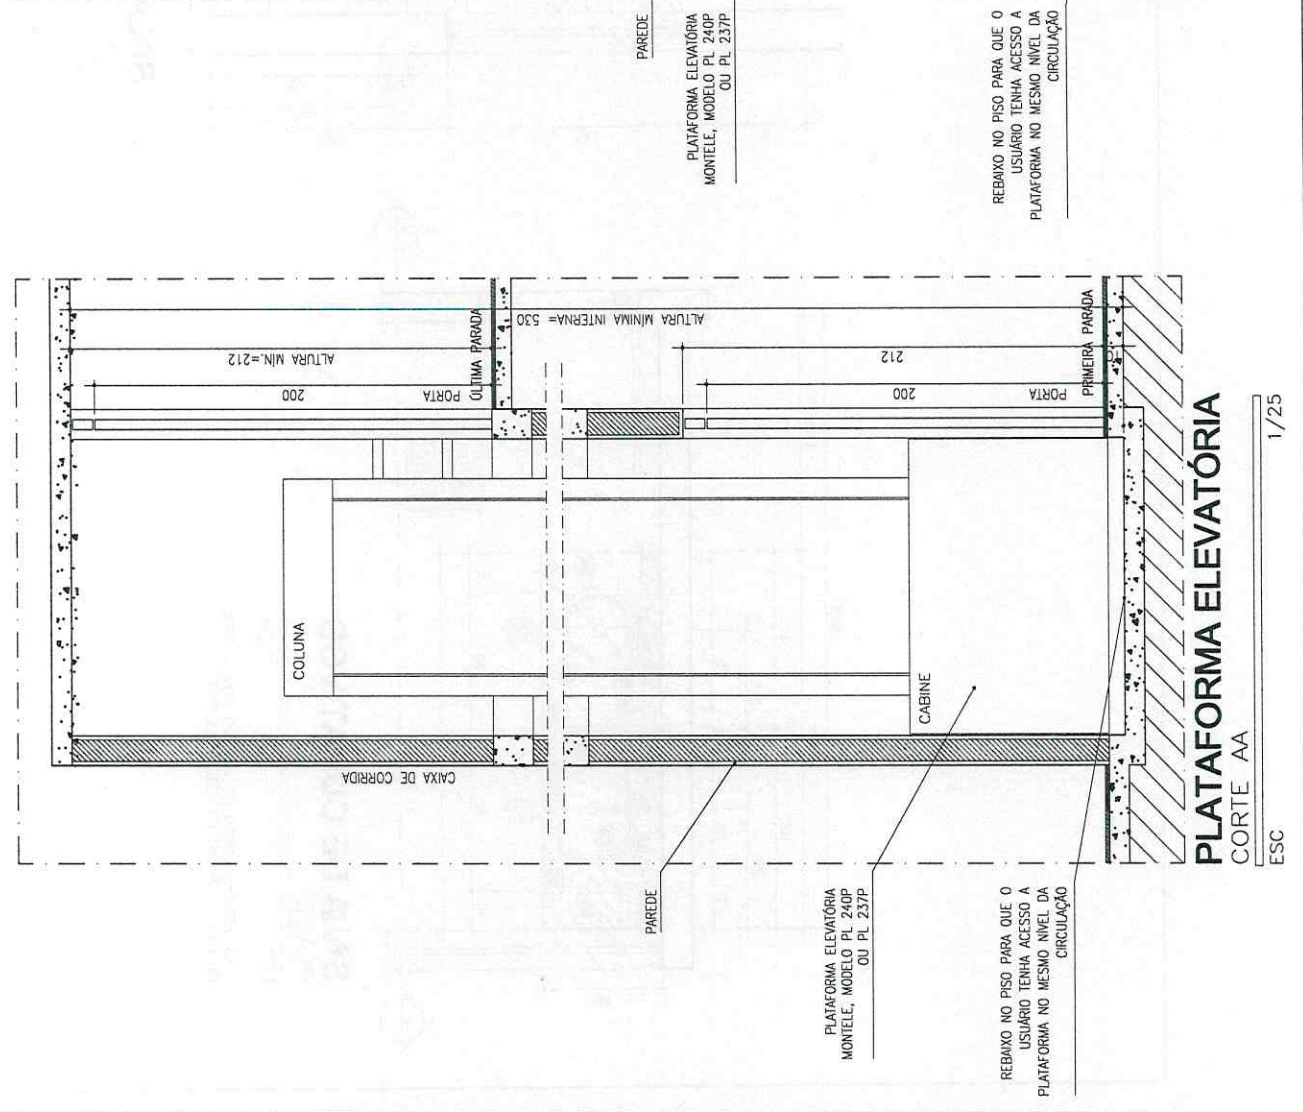 PAREDE
PLATAFORMA ELEVATÓRIA
MONTELE, MODELO PL 240P
OU PL 237P
REBAIXO NO PISO PARA QUE O
USUÁRIO TENHA ACESSO A
PLATAFORMA NO MESMO NÍVEL DA
CIRCULAÇÃO
ALTURA MÍN.=212
200
PORTA
ÚLTIMA PARADA
ALTURA MÍNIMA INTERNA= 530
212
200
PORTA
PRIMEIRA PARADA
10
COLUNA
CABINE
CAIXA DE CORRIDA
PAREDE
PLATAFORMA ELEVATÓRIA
MONTELE, MODELO PL 240P
OU PL 237P
REBAIXO NO PISO PARA QUE O
USUÁRIO TENHA ACESSO A
PLATAFORMA NO MESMO NÍVEL DA
CIRCULAÇÃO
PLATAFORMA ELEVATÓRIA
CORTE AA
ESC 1/25